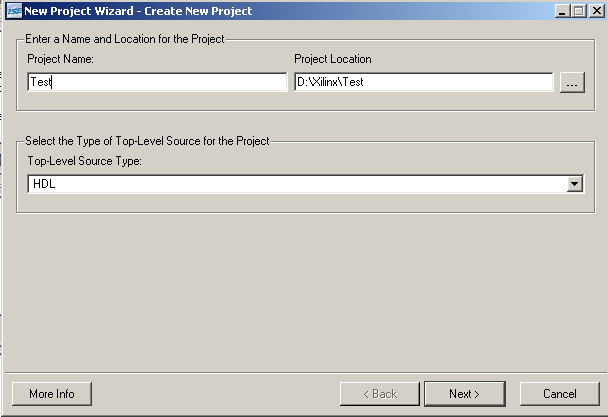 ISE New Project Wizard - Create New Project
Enter a Name and Location for the Project
Project Name: Project Location
Test D:\Xilinx\Test ...
Select the Type of Top-Level Source for the Project
Top-Level Source Type:
HDL
More Info < Back Next > Cancel